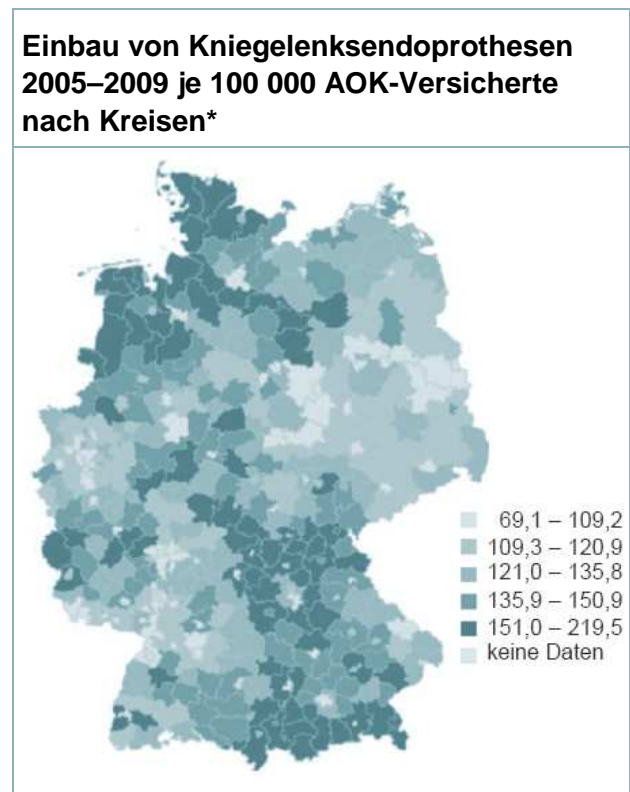 Einbau von Kniegelenksendoprothesen
2005–2009 je 100 000 AOK-Versicherte
nach Kreisen*
69,1 – 109,2
109,3 – 120,9
121,0 – 135,8
135,9 – 150,9
151,0 – 219,5
keine Daten